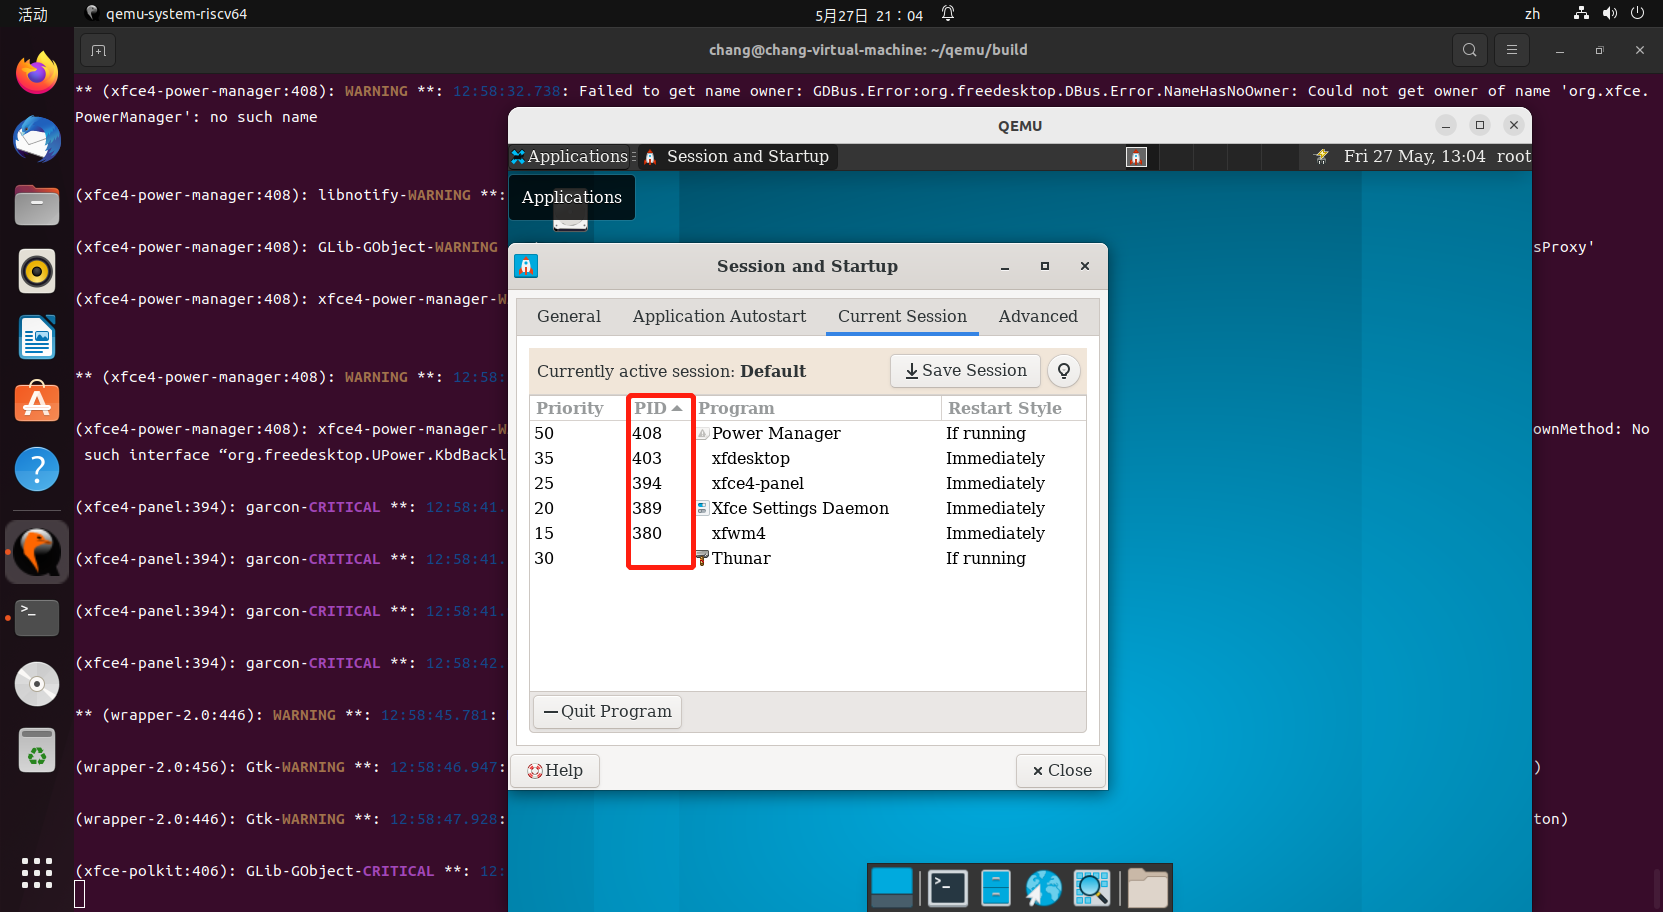 活动
qemu-system-riscv64
5月27日 21：04
zh
chang@chang-virtual-machine: ~/qemu/build
** (xfce4-power-manager:408): WARNING **: 12:58:32.738: Failed to get name owner: GDBus.Error:org.freedesktop.DBus.Error.NameHasNoOwner: Could not get owner of name 'org.xfce.
PowerManager': no such name
(xfce4-power-manager:408): libnotify-WARNING **:
(xfce4-power-manager:408): GLib-GObject-WARNING
sProxy'
(xfce4-power-manager:408): xfce4-power-manager-W
** (xfce4-power-manager:408): WARNING **: 12:58:
(xfce4-power-manager:408): xfce4-power-manager-W
ownMethod: No
such interface “org.freedesktop.UPower.KbdBackl
(xfce4-panel:394): garcon-CRITICAL **: 12:58:41.
(xfce4-panel:394): garcon-CRITICAL **: 12:58:41.
(xfce4-panel:394): garcon-CRITICAL **: 12:58:41.
(xfce4-panel:394): garcon-CRITICAL **: 12:58:42.
** (wrapper-2.0:446): WARNING **: 12:58:45.781:
(wrapper-2.0:456): Gtk-WARNING **: 12:58:46.947:
)
(wrapper-2.0:446): Gtk-WARNING **: 12:58:47.928:
ton)
(xfce-polkit:406): GLib-GObject-CRITICAL **: 12:
QEMU
Applications
Session and Startup
Fri 27 May, 13:04 root
Applications
Session and Startup
General Application Autostart Current Session Advanced
Currently active session: Default
Save Session
Priority PID Program Restart Style
50 408 Power Manager If running
35 403 xfdesktop Immediately
25 394 xfce4-panel Immediately
20 389 Xfce Settings Daemon Immediately
15 380 xfwm4 Immediately
30 Thunar If running
Quit Program
Help
Close